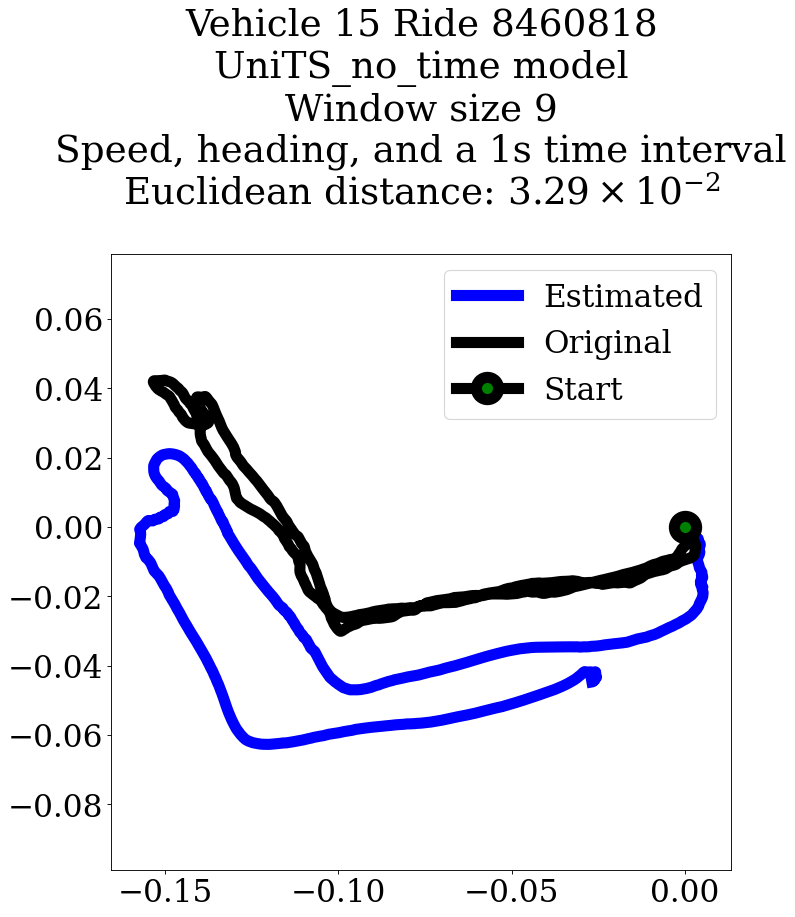 Vehicle 15 Ride 8460818
UniTS_no_time model
Window size 9
Speed, heading, and a 1s time interval
Euclidean distance: 3.29 × 10⁻²
Estimated
Original
Start
0.06
0.04
0.02
0.00
−0.02
−0.04
−0.06
−0.08
−0.15
−0.10
−0.05
0.00